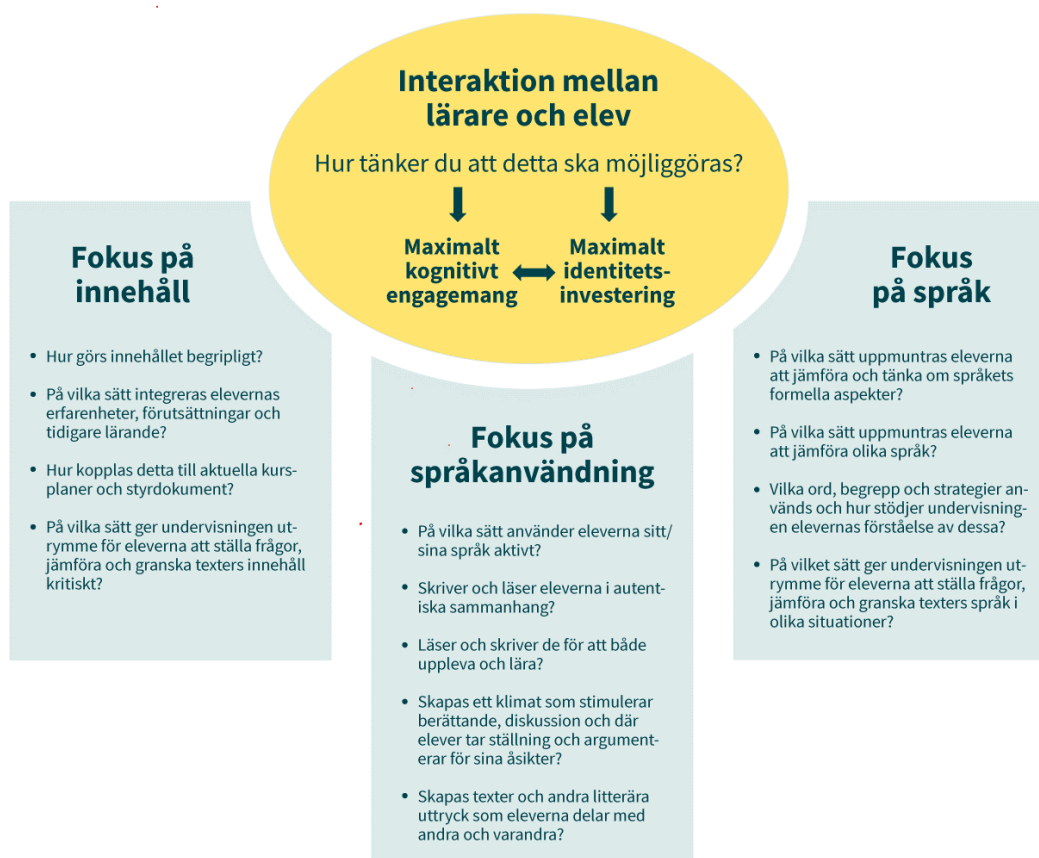 Interaktion mellan
lärare och elev
Hur tänker du att detta ska möjliggöras?
Maximalt
kognitivt
engagemang
Maximalt
identitets-
investering
Fokus på
innehåll
• Hur görs innehållet begripligt?
• På vilka sätt integreras elevernas
erfarenheter, förutsättningar och
tidigare lärande?
• Hur kopplas detta till aktuella kurs-
planer och styrdokument?
• På vilka sätt ger undervisningen ut-
rymme för eleverna att ställa frågor,
jämföra och granska texters innehåll
kritiskt?
Fokus på
språkanvändning
• På vilka sätt använder eleverna sitt/
sina språk aktivt?
• Skriver och läser eleverna i autent-
iska sammanhang?
• Läser och skriver de för att både
uppleva och lära?
• Skapas ett klimat som stimulerar
berättande, diskussion och där
elever tar ställning och argument-
erar för sina åsikter?
• Skapas texter och andra litterära
uttryck som eleverna delar med
andra och varandra?
Fokus
på språk
• På vilka sätt uppmuntras eleverna
att jämföra och tänka om språkets
formella aspekter?
• På vilka sätt uppmuntras eleverna
att jämföra olika språk?
• Vilka ord, begrepp och strategier an-
vänds och hur stödjer undervisning-
en elevernas förståelse av dessa?
• På vilket sätt ger undervisningen ut-
rymme för eleverna att ställa frågor,
jämföra och granska texters språk i
olika situationer?